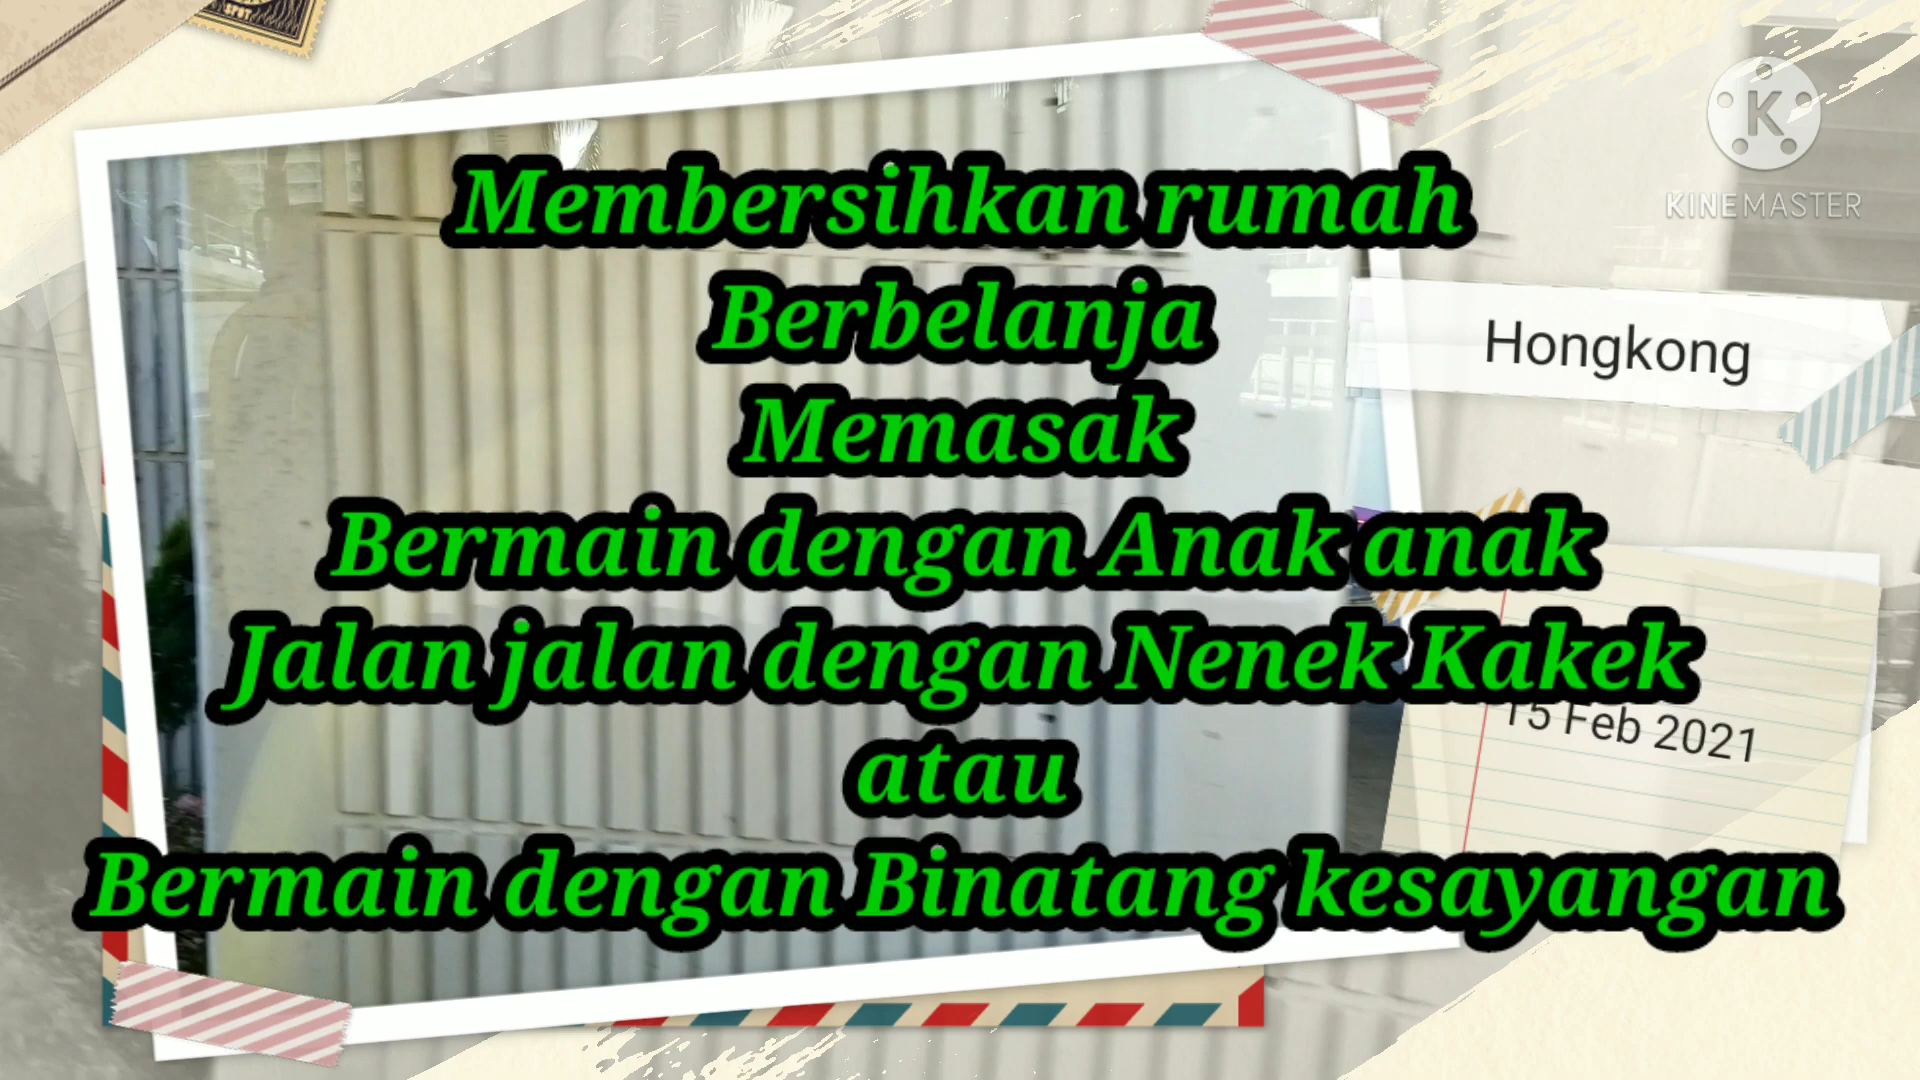 SPOT
KINEMASTER
Membersihkan rumah
Berbelanja
Memasak
Bermain dengan Anak anak
Jalan jalan dengan Nenek Kakek
atau
Bermain dengan Binatang kesayangan
Hongkong
15 Feb 2021